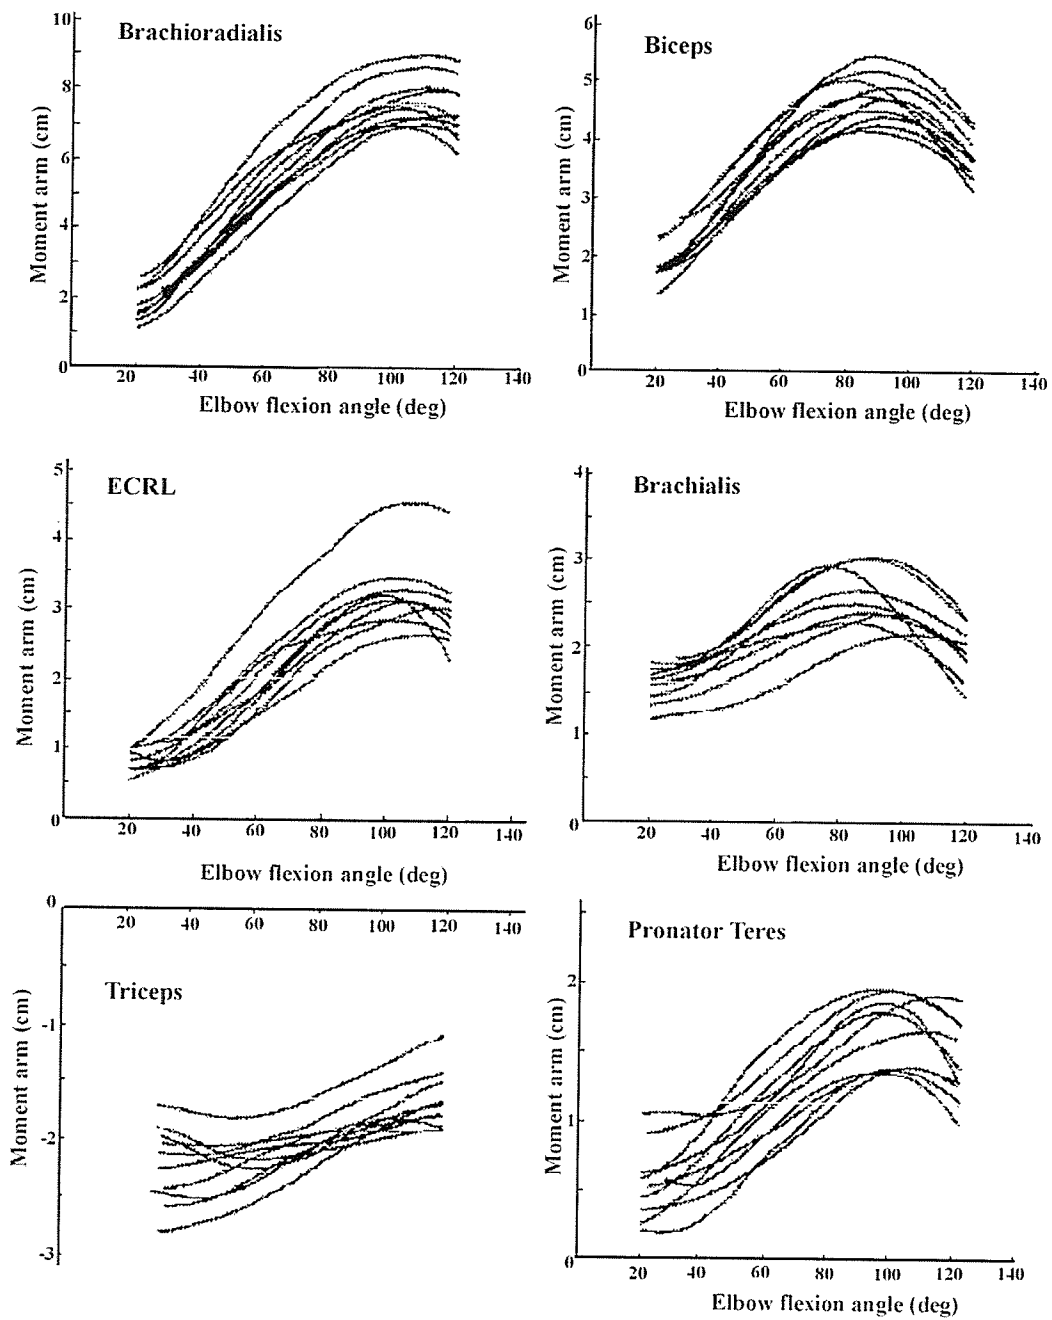 Brachioradialis
10
8
6
4
2
0
Moment arm (cm)
20 40 60 80 100 120 140
Elbow flexion angle (deg)
Biceps
6
5
4
3
2
1
0
Moment arm (cm)
20 40 60 80 100 120 140
Elbow flexion angle (deg)
ECRL
5
4
3
2
1
0
Moment arm (cm)
20 40 60 80 100 120 140
Elbow flexion angle (deg)
Brachialis
4
3
2
1
0
Moment arm (cm)
20 40 60 80 100 120 140
Elbow flexion angle (deg)
0
20 40 60 80 100 120 140
Triceps
-1
-2
-3
Moment arm (cm)
Pronator Teres
2
1
0
Moment arm (cm)
20 40 60 80 100 120 140
Elbow flexion angle (deg)